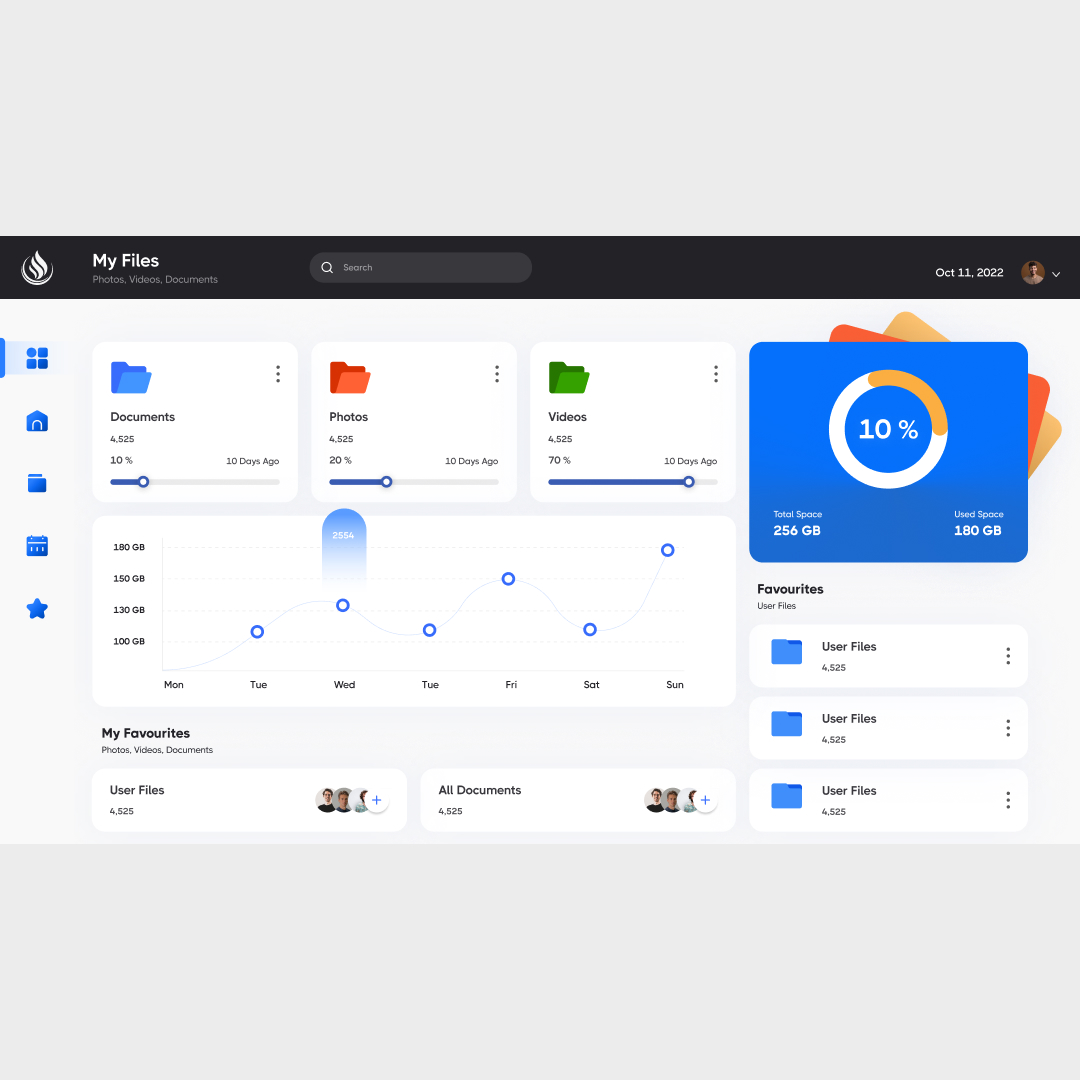 My Files
Photos, Videos, Documents
Search
Oct 11, 2022
Documents
4,525
10 %
10 Days Ago
Photos
4,525
20 %
10 Days Ago
Videos
4,525
70 %
10 Days Ago
10 %
Total Space
256 GB
Used Space
180 GB
2554
180 GB
150 GB
130 GB
100 GB
Mon
Tue
Wed
Tue
Fri
Sat
Sun
Favourites
User Files
User Files
4,525
User Files
4,525
User Files
4,525
My Favourites
Photos, Videos, Documents
User Files
4,525
All Documents
4,525